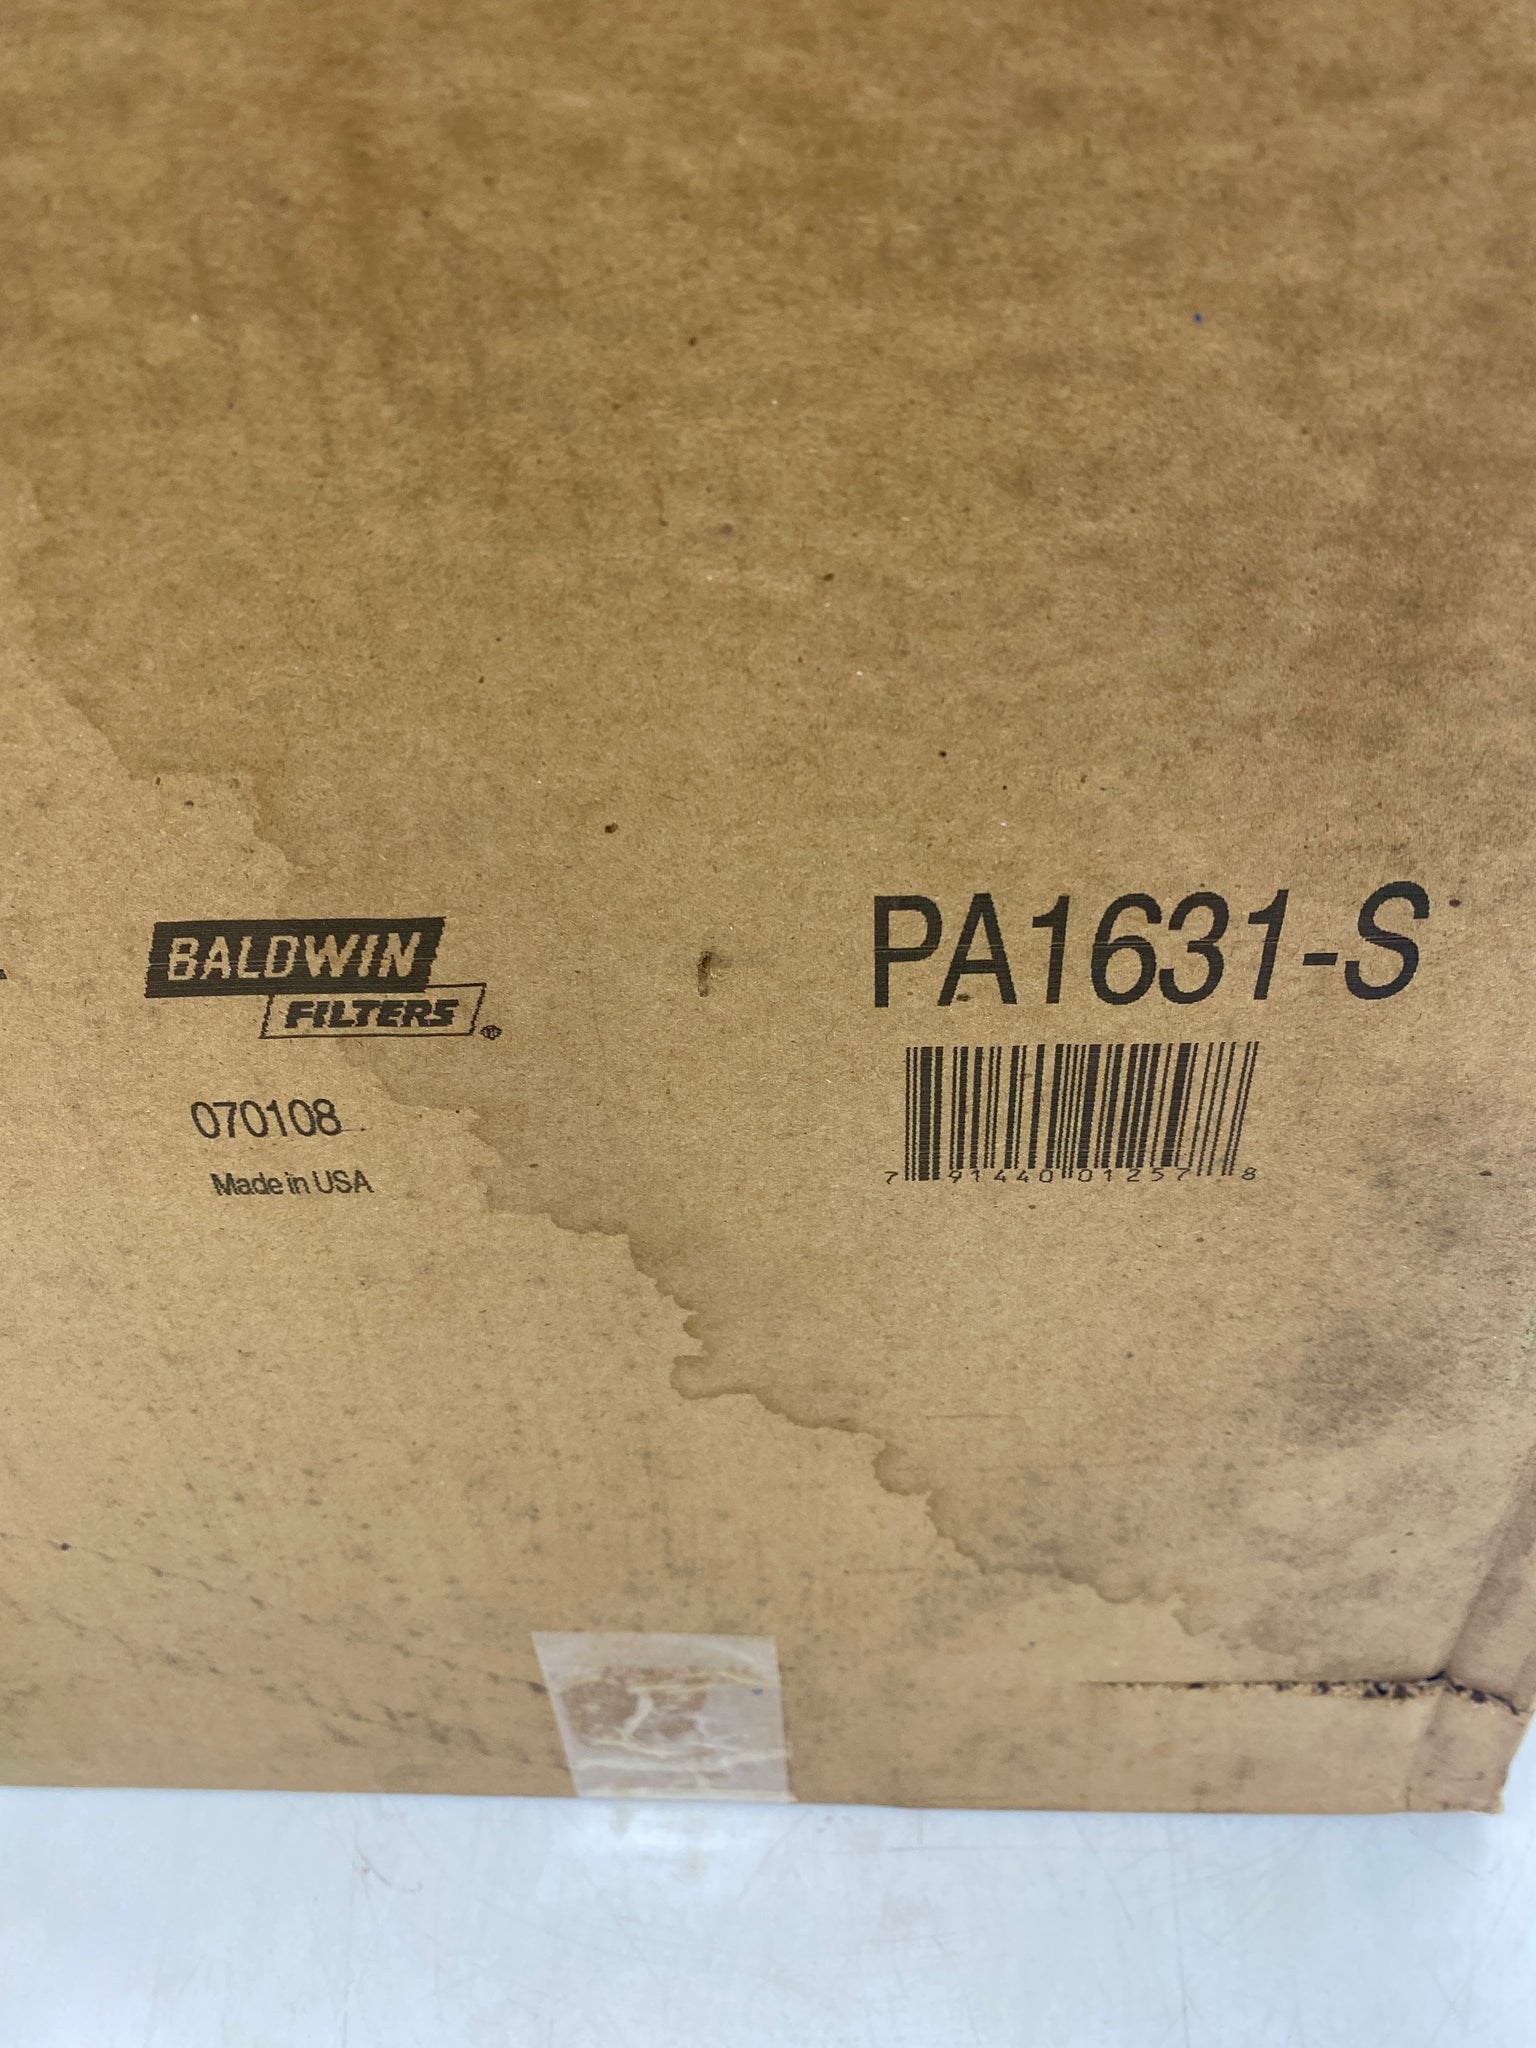 BALDWIN
FILTERS
®
070108
Made in USA
PA1631-S
7 91440 01257 8